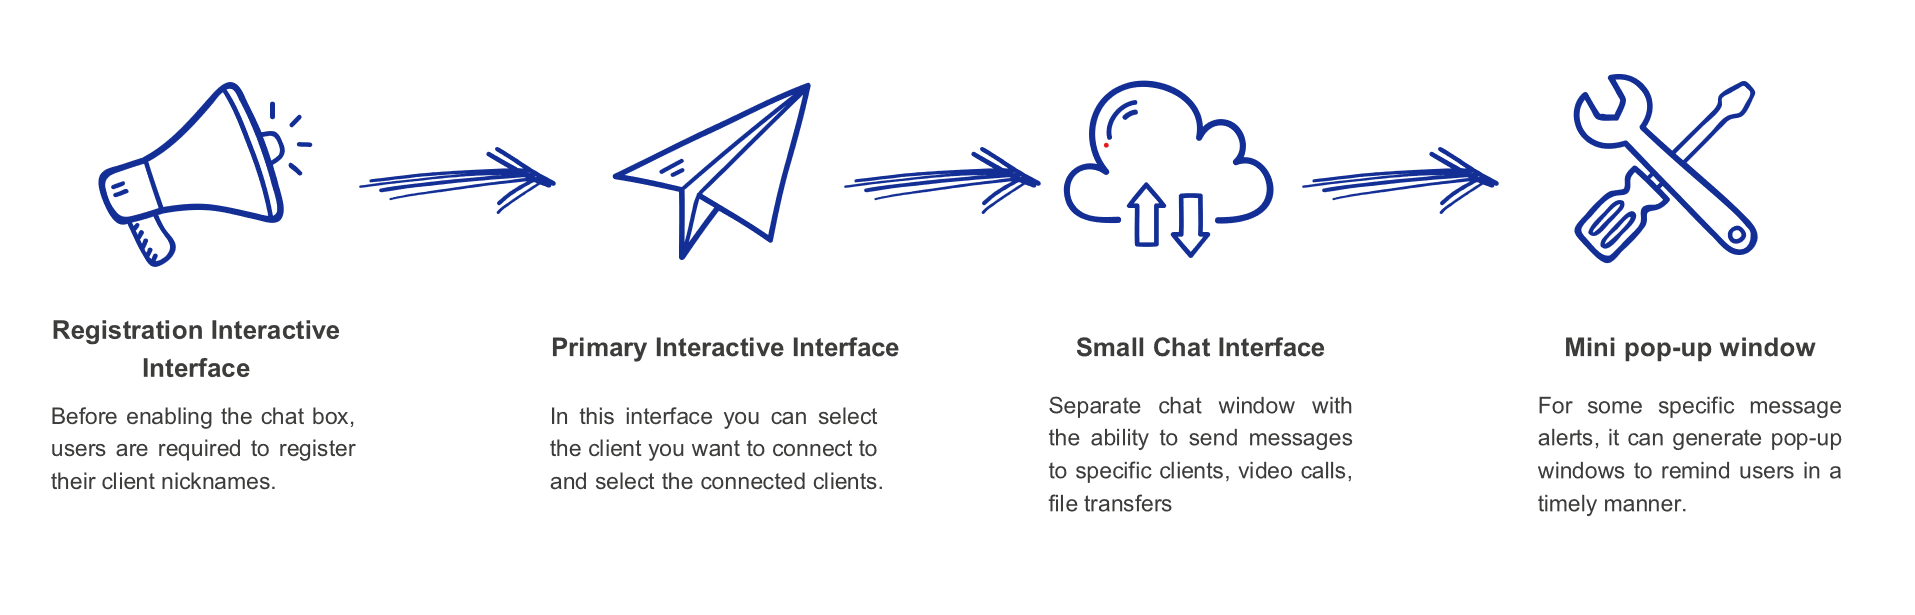 Registration Interactive
Interface
Before enabling the chat box,
users are required to register
their client nicknames.
Primary Interactive Interface
In this interface you can select
the client you want to connect to
and select the connected clients.
Small Chat Interface
Separate chat window with
the ability to send messages
to specific clients, video calls,
file transfers
Mini pop-up window
For some specific message
alerts, it can generate pop-up
windows to remind users in a
timely manner.